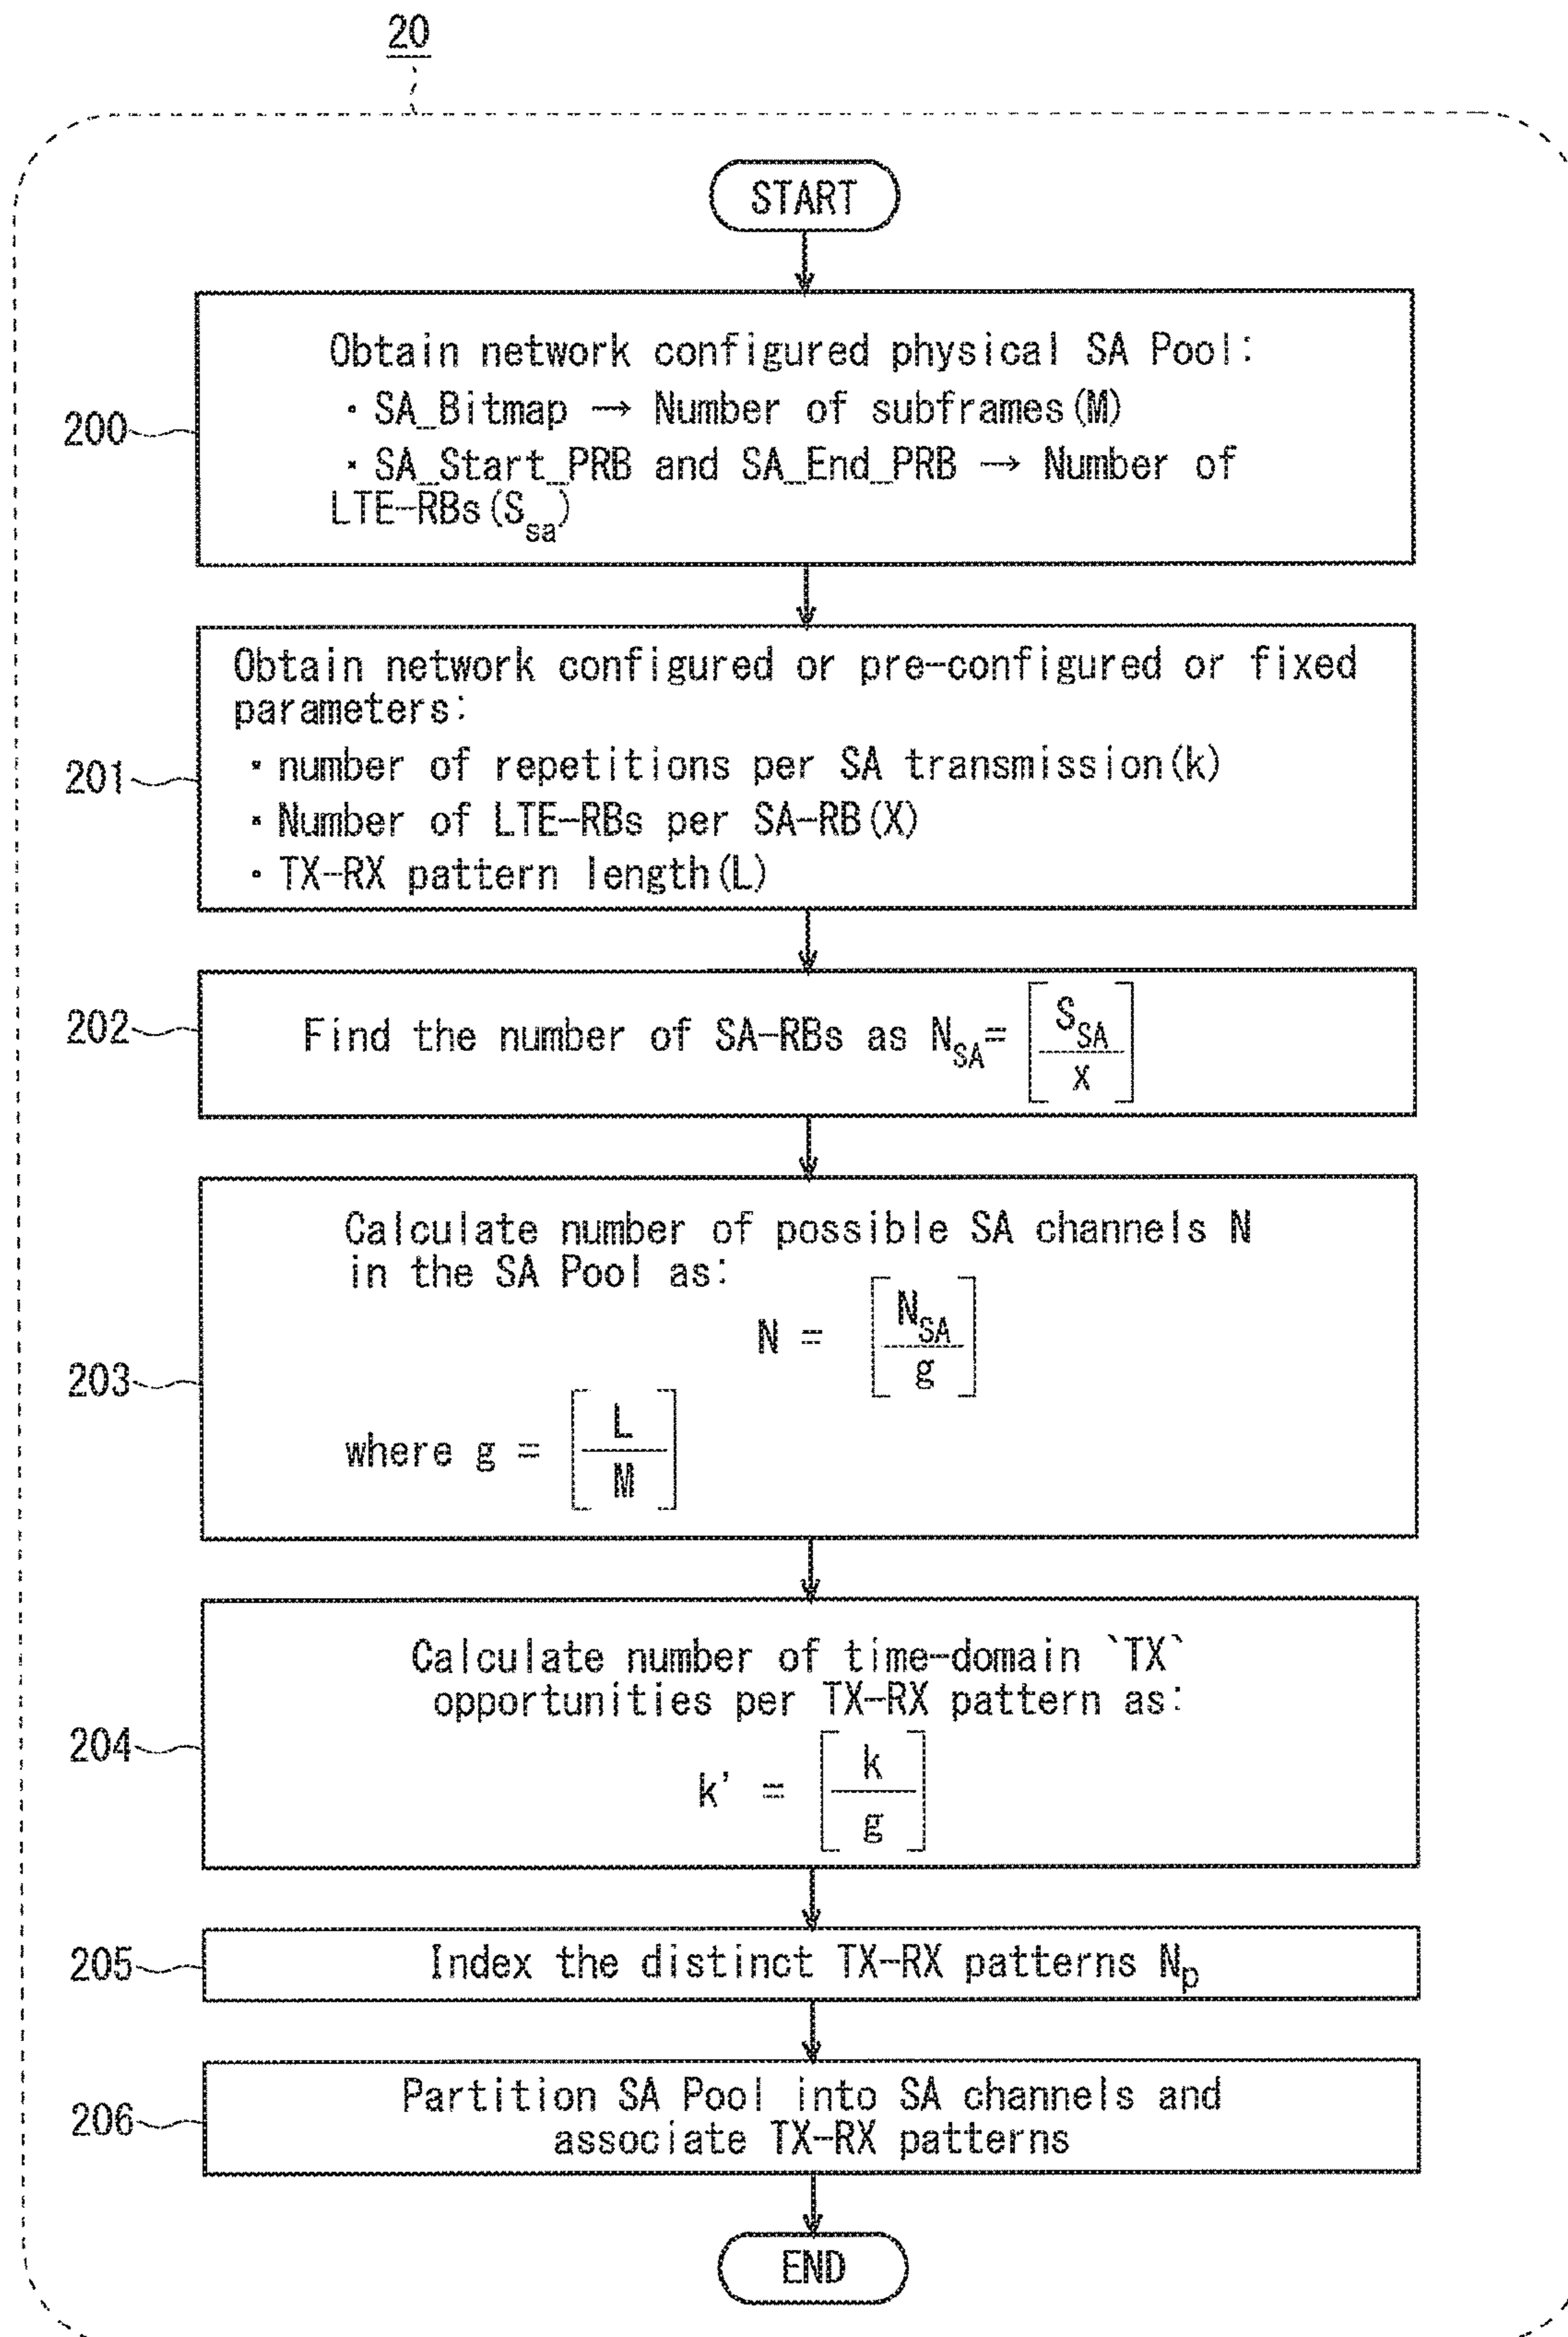 20
START
200
Obtain network configured physical SA Pool:
・SA_Bitmap → Number of subframes(M)
・SA_Start_PRB and SA_End_PRB → Number of
LTE-RBs(S_sa)
201
Obtain network configured or pre-configured or fixed
parameters:
・number of repetitions per SA transmission(k)
・Number of LTE-RBs per SA-RB(X)
・TX-RX pattern length(L)
202
Find the number of SA-RBs as N_SA= [S_SA / x]
203
Calculate number of possible SA channels N
in the SA Pool as:
N = [N_SA / g]
where g = [L / M]
204
Calculate number of time-domain `TX`
opportunities per TX-RX pattern as:
k' = [k / g]
205
Index the distinct TX-RX patterns N_p
206
Partition SA Pool into SA channels and
associate TX-RX patterns
END